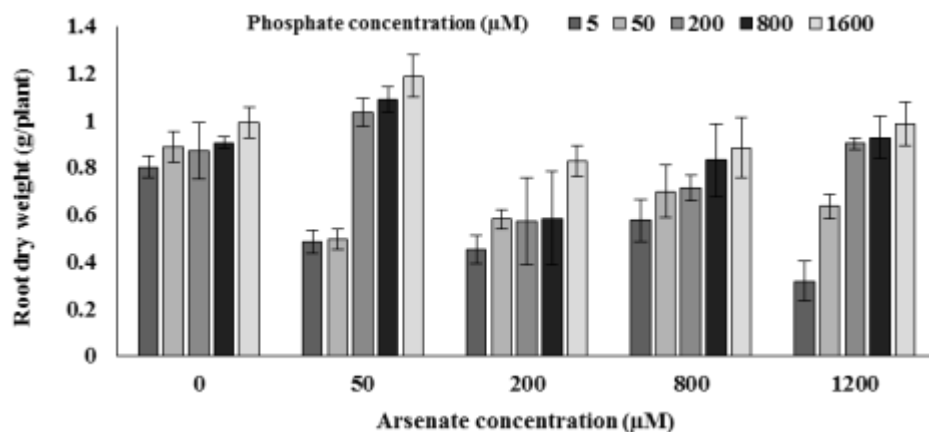 Phosphate concentration (µM) 5 50 200 800 1600
1.4
1.2
1
0.8
0.6
0.4
0.2
0
Root dry weight (g/plant)
0 50 200 800 1200
Arsenate concentration (µM)